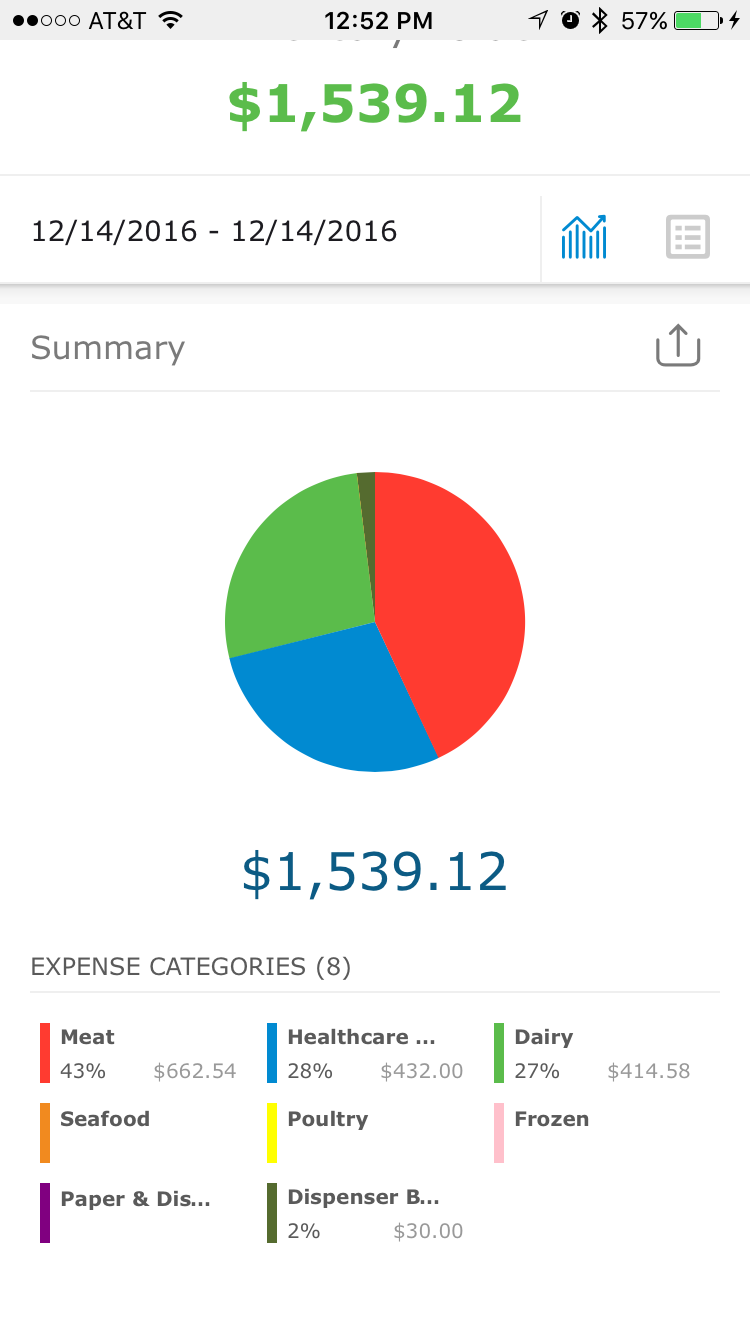 AT&T 12:52 PM 57%
$1,539.12
12/14/2016 - 12/14/2016
Summary
$1,539.12
EXPENSE CATEGORIES (8)
Meat Healthcare ... Dairy
43% $662.54 28% $432.00 27% $414.58
Seafood Poultry Frozen
Paper & Dis... Dispenser B...
2% $30.00